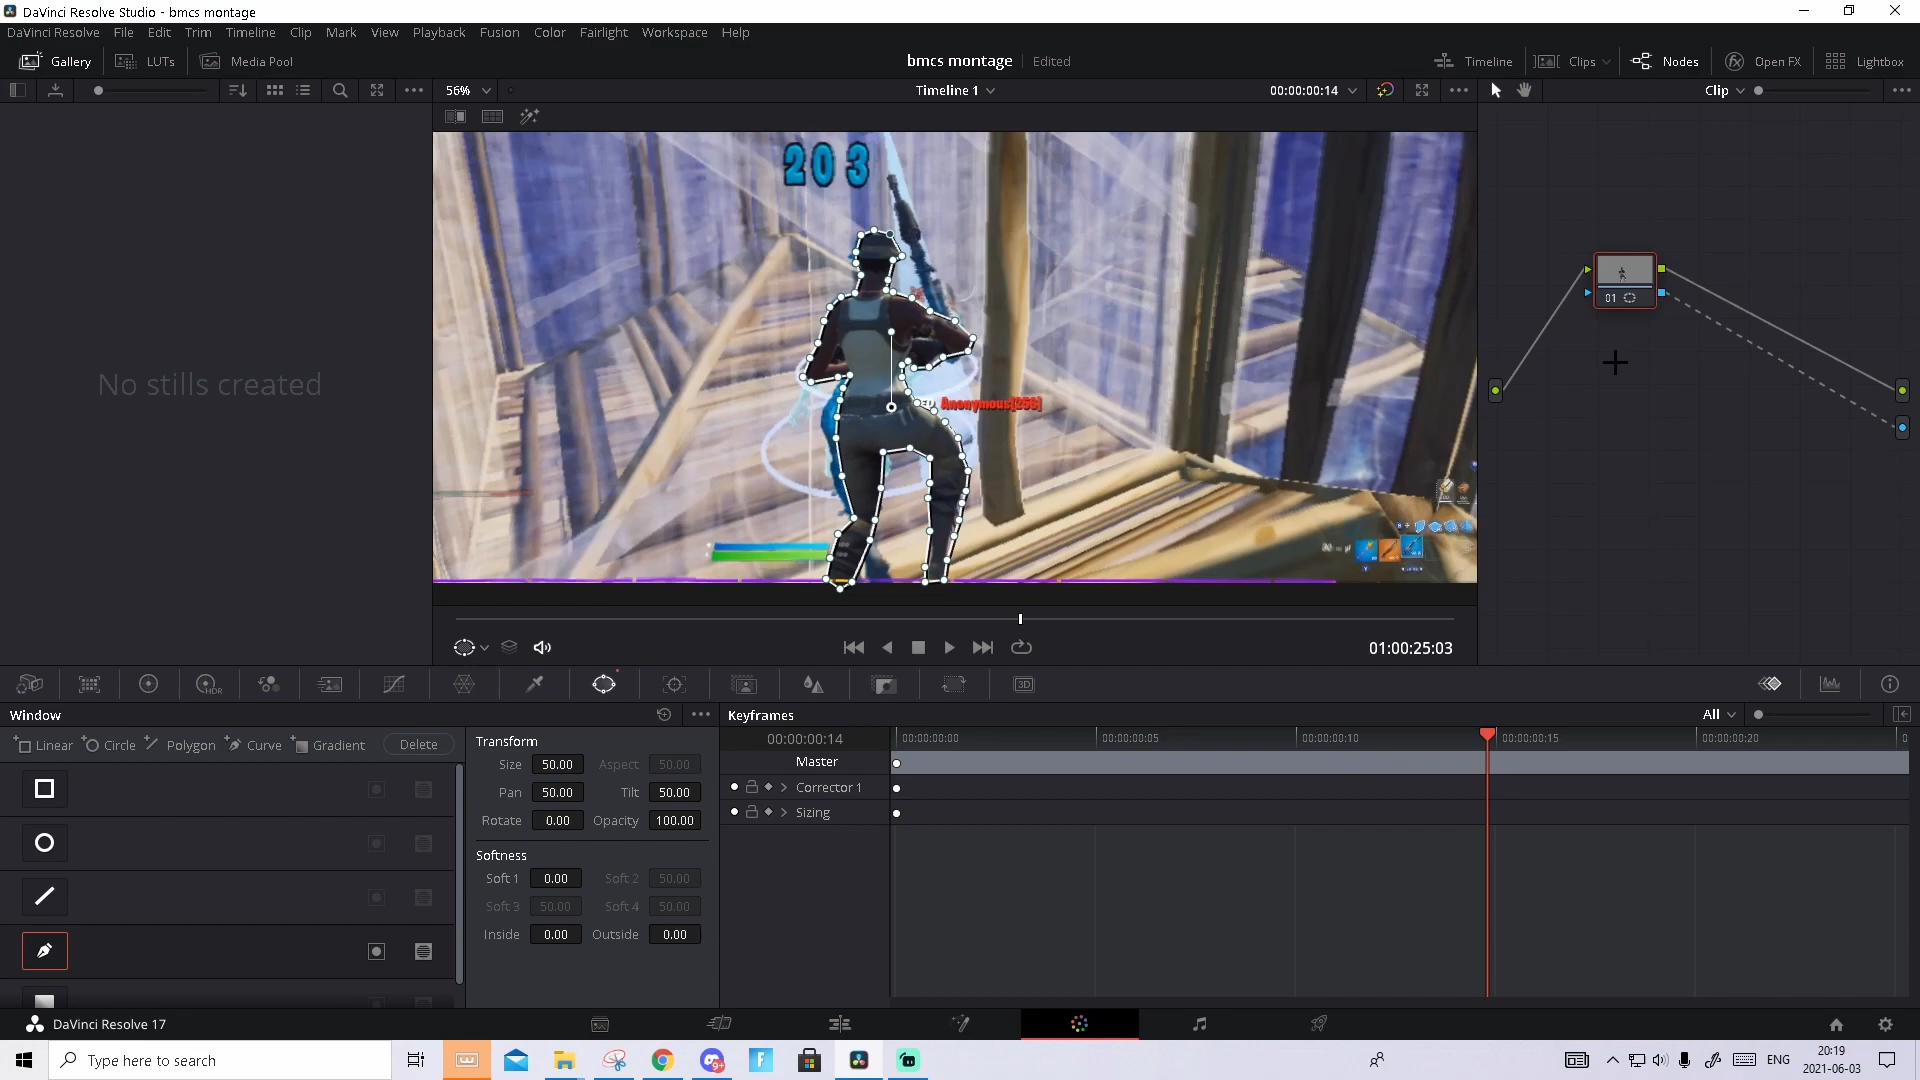 DaVinci Resolve Studio - bmcs montage
DaVinci Resolve File Edit Trim Timeline Clip Mark View Playback Fusion Color Fairlight Workspace Help
Gallery LUTs Media Pool bmcs montage Edited Timeline Clips Nodes Open FX Lightbox
56% Timeline 1 00:00:00:14 Clip
203
01
No stills created
Anonymous[256]
01:00:25:03
HDR
3D
Window
Keyframes
All
Linear Circle Polygon Curve Gradient Delete
Transform
Size 50.00 Aspect 50.00
Pan 50.00 Tilt 50.00
Rotate 0.00 Opacity 100.00
Softness
Soft 1 0.00 Soft 2 50.00
Soft 3 50.00 Soft 4 50.00
Inside 0.00 Outside 0.00
00:00:00:14 00:00:00:00 00:00:00:05 00:00:00:10 00:00:00:15 00:00:00:20
Master
Corrector 1
Sizing
DaVinci Resolve 17
Type here to search
9+
ENG
20:19
2021-06-03